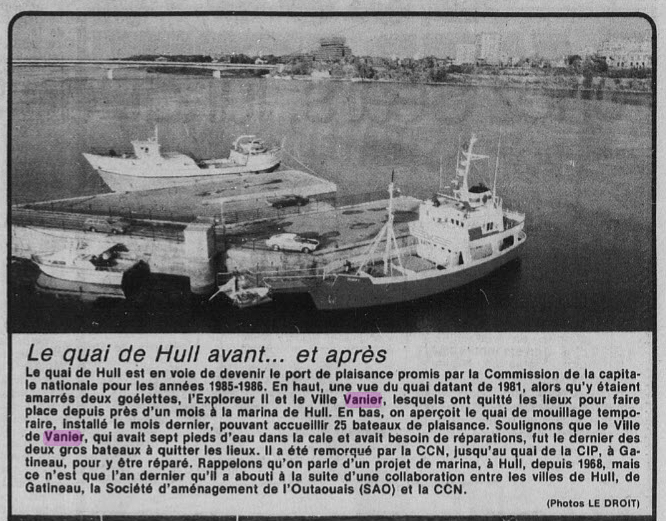 Le quai de Hull avant... et après
Le quai de Hull est en voie de devenir le port de plaisance promis par la Commission de la capita-
le nationale pour les années 1985-1986. En haut, une vue du quai datant de 1981, alors qu'y étaient
amarrés deux goélettes, l'Exploreur II et le Ville Vanier, lesquels ont quitté les lieux pour faire
place depuis près d'un mois à la marina de Hull. En bas, on aperçoit le quai de mouillage tempo-
raire, installé le mois dernier, pouvant accueillir 25 bateaux de plaisance. Soulignons que le Ville
de Vanier, qui avait sept pieds d'eau dans la cale et avait besoin de réparations, fut le dernier des
deux gros bateaux à quitter les lieux. Il a été remorqué par la CCN, jusqu'au quai de la CIP, à Ga-
tineau, pour y être réparé. Rappelons qu'on parle d'un projet de marina, à Hull, depuis 1968, mais
ce n'est que l'an dernier qu'il a abouti à la suite d'une collaboration entre les villes de Hull, de
Gatineau, la Société d'aménagement de l'Outaouais (SAO) et la CCN.
(Photos LE DROIT)